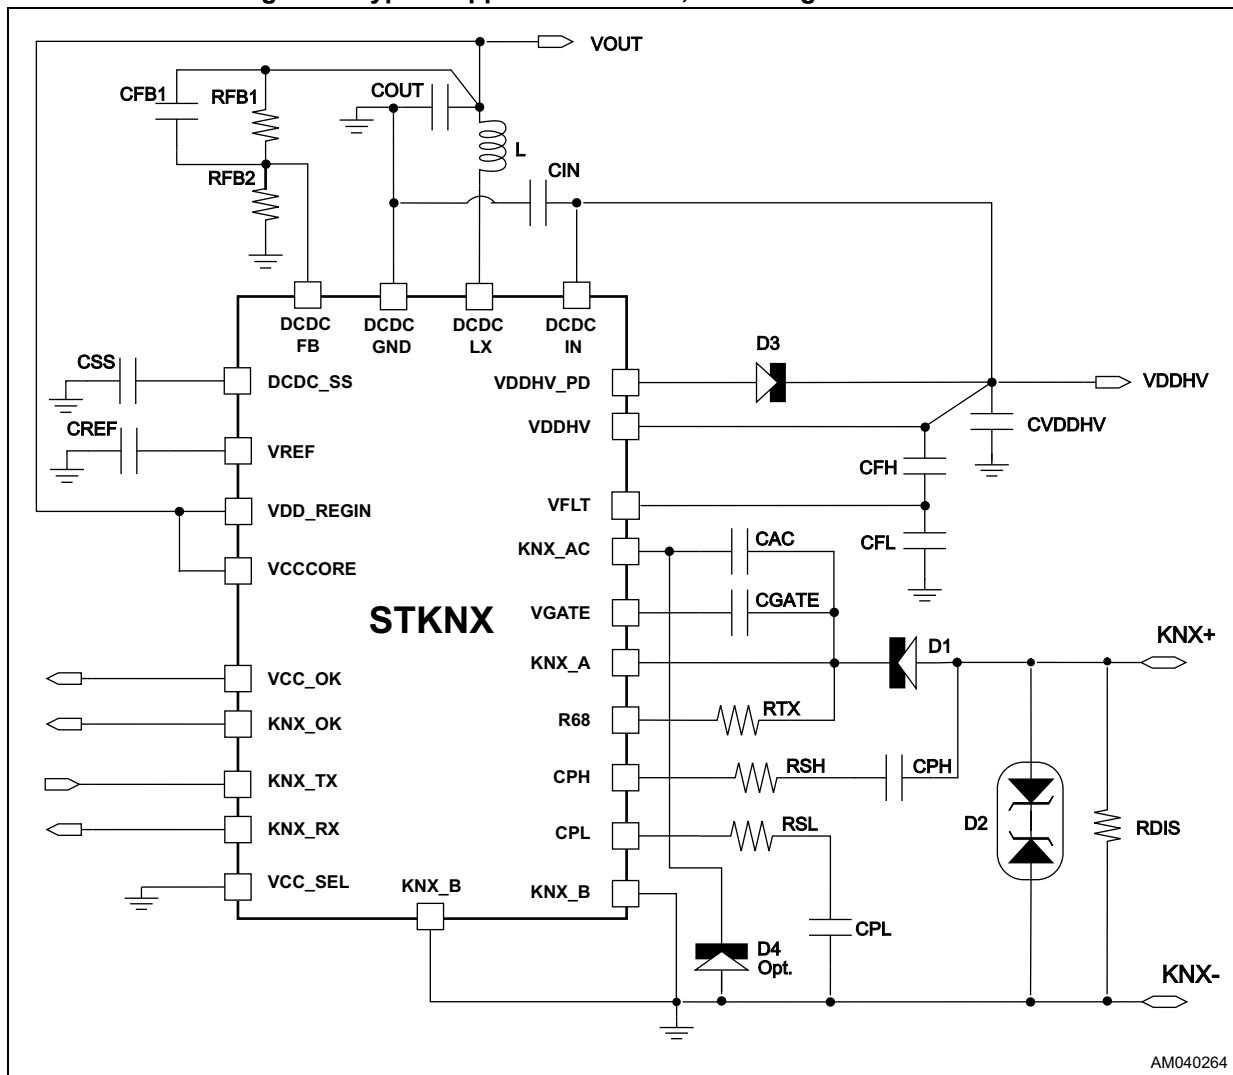 VOUT
COUT
CFB1
RFB1
L
CIN
RFB2
DCDC
FB
DCDC
GND
DCDC
LX
DCDC
IN
D3
CSS
DCDC_SS
VDDHV_PD
VDDHV
VDDHV
CVDDHV
CREF
VREF
CFH
VDD_REGIN
VFLT
CAC
KNX_AC
CFL
VCCCORE
CGATE
VGATE
STKNX
KNX+
D1
KNX_A
VCC_OK
RTX
R68
KNX_OK
RSH
CPH
CPH
KNX_TX
RSL
D2
RDIS
KNX_RX
CPL
VCC_SEL
KNX_B
KNX_B
CPL
D4
Opt.
KNX-
AM040264